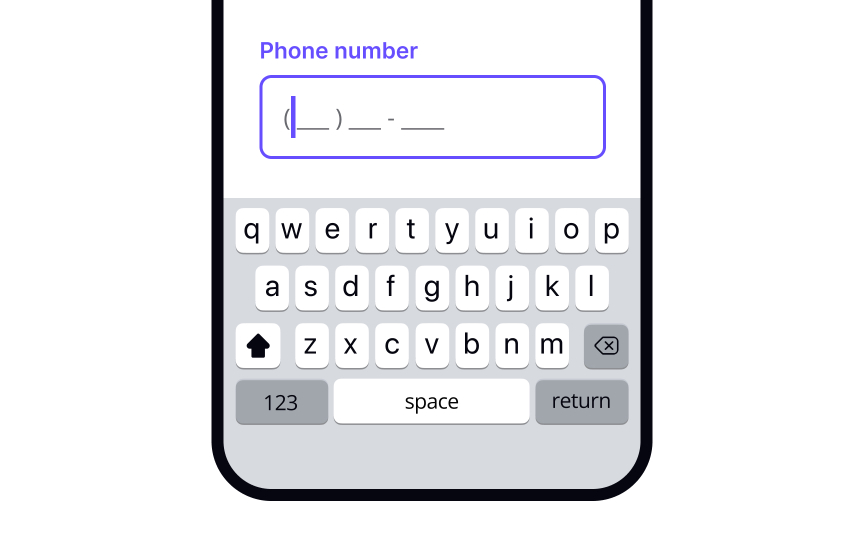 Phone number
(___) ___ - ____
q w e r t y u i o p
a s d f g h j k l
z x c v b n m
123 space return